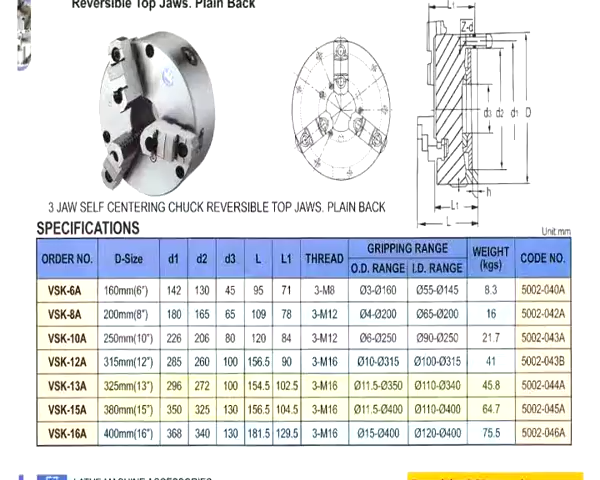 Reversible Top Jaws. Plain Back
L1
Z-d
d3
d2
d1
D
L1
h
L
3 JAW SELF CENTERING CHUCK REVERSIBLE TOP JAWS. PLAIN BACK
SPECIFICATIONS
Unit:mm
ORDER NO. D-Size d1 d2 d3 L L1 THREAD GRIPPING RANGE O.D. RANGE I.D. RANGE WEIGHT (kgs) CODE NO.
VSK-6A 160mm(6") 142 130 45 95 71 3-M8 Ø3-Ø160 Ø55-Ø145 8.3 5002-040A
VSK-8A 200mm(8") 180 165 65 109 78 3-M12 Ø4-Ø200 Ø65-Ø200 16 5002-042A
VSK-10A 250mm(10") 226 206 80 120 84 3-M12 Ø6-Ø250 Ø90-Ø250 21.7 5002-043A
VSK-12A 315mm(12") 285 260 100 156.5 90 3-M16 Ø10-Ø315 Ø100-Ø315 41 5002-043B
VSK-13A 325mm(13") 296 272 100 154.5 102.5 3-M16 Ø11.5-Ø350 Ø110-Ø340 45.8 5002-044A
VSK-15A 380mm(15") 350 325 130 156.5 104.5 3-M16 Ø11.5-Ø400 Ø110-Ø400 64.7 5002-045A
VSK-16A 400mm(16") 368 340 130 181.5 129.5 3-M16 Ø15-Ø400 Ø120-Ø400 75.5 5002-046A
LATHE MACHINE ACCESSORIES